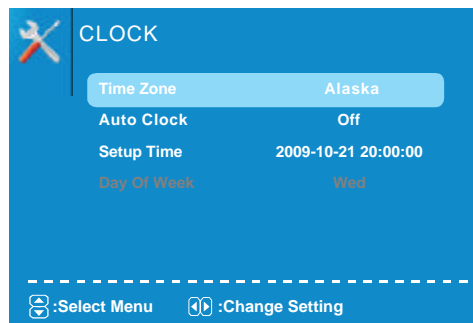 CLOCK
Time Zone Alaska
Auto Clock Off
Setup Time 2009-10-21 20:00:00
Day Of Week Wed
:Select Menu :Change Setting